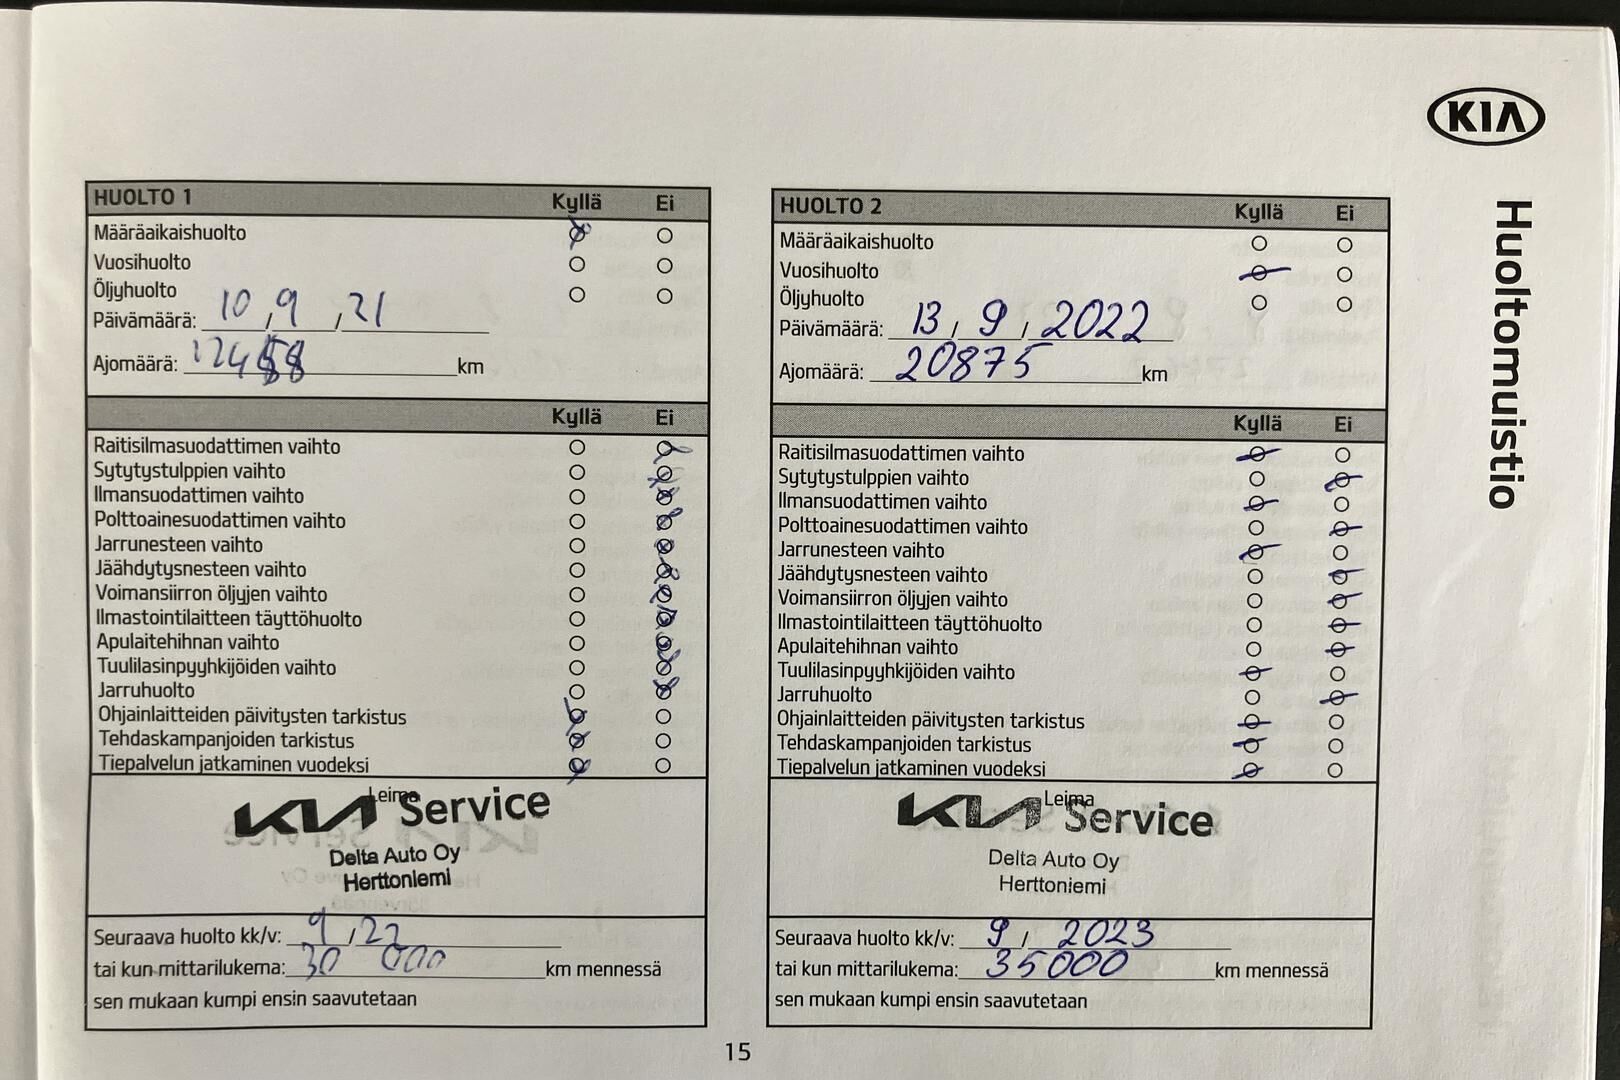 KIA
Huoltomuistio
HUOLTO 1 Kyllä Ei
Määräaikaishuolto
Vuosihuolto
Öljyhuolto
Päivämäärä: 10 , 9 , 21
Ajomäärä: km
Kyllä Ei
Raitisilmasuodattimen vaihto
Sytytystulppien vaihto
Ilmansuodattimen vaihto
Polttoainesuodattimen vaihto
Jarrunesteen vaihto
Jäähdytysnesteen vaihto
Voimansiirron öljyjen vaihto
Ilmastointilaitteen täyttöhuolto
Apulaitehihnan vaihto
Tuulilasinpyyhkijöiden vaihto
Jarruhuolto
Ohjainlaitteiden päivitysten tarkistus
Tehdaskampanjoiden tarkistus
Tiepalvelun jatkaminen vuodeksi
Leima
KIA Service
Delta Auto Oy
Herttoniemi
Seuraava huolto kk/v: 9 / 22
tai kun mittarilukema: 30 000 km mennessä
sen mukaan kumpi ensin saavutetaan
HUOLTO 2 Kyllä Ei
Määräaikaishuolto
Vuosihuolto
Öljyhuolto
Päivämäärä: 13 / 9 / 2022
Ajomäärä: 20875 km
Kyllä Ei
Raitisilmasuodattimen vaihto
Sytytystulppien vaihto
Ilmansuodattimen vaihto
Polttoainesuodattimen vaihto
Jarrunesteen vaihto
Jäähdytysnesteen vaihto
Voimansiirron öljyjen vaihto
Ilmastointilaitteen täyttöhuolto
Apulaitehihnan vaihto
Tuulilasinpyyhkijöiden vaihto
Jarruhuolto
Ohjainlaitteiden päivitysten tarkistus
Tehdaskampanjoiden tarkistus
Tiepalvelun jatkaminen vuodeksi
Leima
KIA Service
Delta Auto Oy
Herttoniemi
Seuraava huolto kk/v: 9 / 2023
tai kun mittarilukema: 35000 km mennessä
sen mukaan kumpi ensin saavutetaan
15